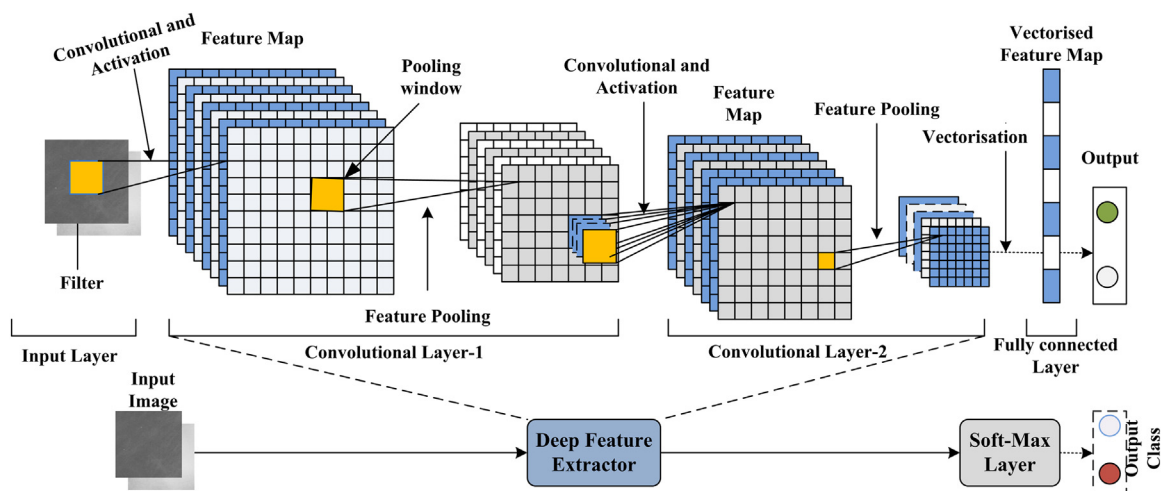 Convolutional and
Activation
Feature Map
Pooling
window
Convolutional and
Activation
Feature
Map
Feature Pooling
Vectorised
Feature Map
Vectorisation
Output
Filter
Feature Pooling
Input Layer
Convolutional Layer-1
Convolutional Layer-2
Fully connected
Layer
Input
Image
Deep Feature
Extractor
Soft-Max
Layer
Output
Class